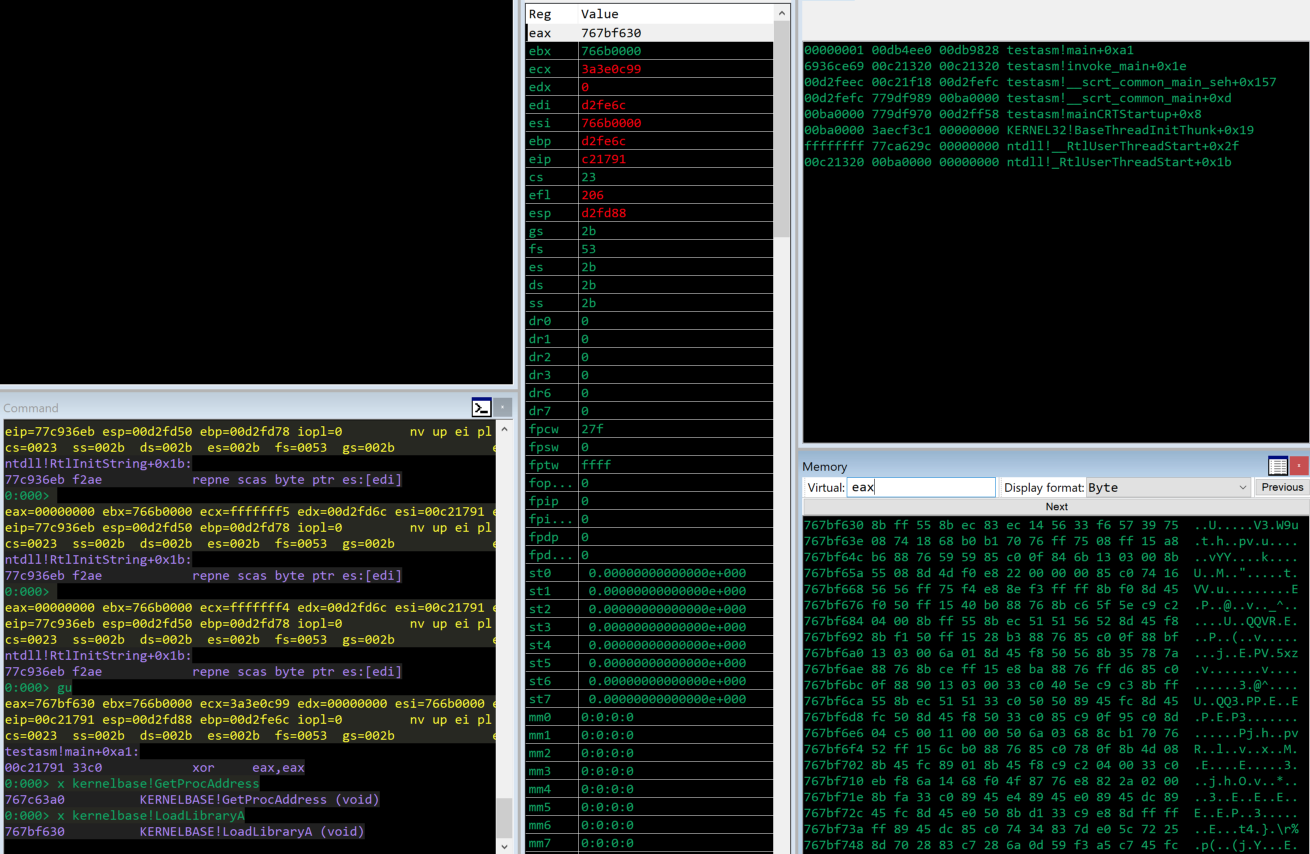 Reg Value
eax 767bf630
ebx 766b0000
ecx 3a3e0c99
edx 0
edi d2fe6c
esi 766b0000
ebp d2fe6c
eip c21791
cs 23
efl 206
esp d2fd88
gs 2b
fs 53
es 2b
ds 2b
ss 2b
dr0 0
dr1 0
dr2 0
dr3 0
dr6 0
dr7 0
fpcw 27f
fpsw 0
fptw ffff
fop... 0
fpip 0
fpi... 0
fpdp 0
fpd... 0
st0 0.00000000000000e+000
st1 0.00000000000000e+000
st2 0.00000000000000e+000
st3 0.00000000000000e+000
st4 0.00000000000000e+000
st5 0.00000000000000e+000
st6 0.00000000000000e+000
st7 0.00000000000000e+000
mm0 0:0:0:0
mm1 0:0:0:0
mm2 0:0:0:0
mm3 0:0:0:0
mm4 0:0:0:0
mm5 0:0:0:0
mm6 0:0:0:0
mm7 0:0:0:0
00000001 00db4ee0 00db9828 testasm!main+0xa1
6936ce69 00c21320 00c21320 testasm!invoke_main+0x1e
00d2feec 00c21f18 00d2fefc testasm!__scrt_common_main_seh+0x157
00d2fefc 779df989 00ba0000 testasm!__scrt_common_main+0xd
00ba0000 779df970 00d2ff58 testasm!mainCRTStartup+0x8
00ba0000 3aecf3c1 00000000 KERNEL32!BaseThreadInitThunk+0x19
ffffffff 77ca629c 00000000 ntdll!__RtlUserThreadStart+0x2f
00c21320 00ba0000 00000000 ntdll!_RtlUserThreadStart+0x1b
Command
eip=77c936eb esp=00d2fd50 ebp=00d2fd78 iopl=0 nv up ei pl
cs=0023 ss=002b ds=002b es=002b fs=0053 gs=002b e
ntdll!RtlInitString+0x1b:
77c936eb f2ae repne scas byte ptr es:[edi]
0:000>
eax=00000000 ebx=766b0000 ecx=fffffff5 edx=00d2fd6c esi=00c21791 e
eip=77c936eb esp=00d2fd50 ebp=00d2fd78 iopl=0 nv up ei pl
cs=0023 ss=002b ds=002b es=002b fs=0053 gs=002b e
ntdll!RtlInitString+0x1b:
77c936eb f2ae repne scas byte ptr es:[edi]
0:000>
eax=00000000 ebx=766b0000 ecx=fffffff4 edx=00d2fd6c esi=00c21791 e
eip=77c936eb esp=00d2fd50 ebp=00d2fd78 iopl=0 nv up ei pl
cs=0023 ss=002b ds=002b es=002b fs=0053 gs=002b e
ntdll!RtlInitString+0x1b:
77c936eb f2ae repne scas byte ptr es:[edi]
0:000> gu
eax=767bf630 ebx=766b0000 ecx=3a3e0c99 edx=00000000 esi=766b0000 e
eip=00c21791 esp=00d2fd88 ebp=00d2fe6c iopl=0 nv up ei pl
cs=0023 ss=002b ds=002b es=002b fs=0053 gs=002b e
testasm!main+0xa1:
00c21791 33c0 xor eax,eax
0:000> x kernelbase!GetProcAddress
767c63a0 KERNELBASE!GetProcAddress (void)
0:000> x kernelbase!LoadLibraryA
767bf630 KERNELBASE!LoadLibraryA (void)
Memory
Virtual: eax Display format: Byte Previous
Next
767bf630 8b ff 55 8b ec 83 ec 14 56 33 f6 57 39 75 ..U.....V3.W9u
767bf63e 08 74 18 68 b0 b1 70 76 ff 75 08 ff 15 a8 .t.h..pv.u....
767bf64c b6 88 76 59 59 85 c0 0f 84 6b 13 03 00 8b ..vYY....k....
767bf65a 55 08 8d 4d f0 e8 22 00 00 00 85 c0 74 16 U..M..".....t.
767bf668 56 56 ff 75 f4 e8 8e f3 ff ff 8b f0 8d 45 VV.u.........E
767bf676 f0 50 ff 15 40 b0 88 76 8b c6 5f 5e c9 c2 .P..@..v.._^..
767bf684 04 00 8b ff 55 8b ec 51 51 56 52 8d 45 f8 ....U..QQVR.E.
767bf692 8b f1 50 ff 15 28 b3 88 76 85 c0 0f 88 bf ..P..(..v.....
767bf6a0 13 03 00 6a 01 8d 45 f8 50 56 8b 35 78 7a ...j..E.PV.5xz
767bf6ae 88 76 8b ce ff 15 e8 ba 88 76 ff d6 85 c0 .v.......v....
767bf6bc 0f 88 90 13 03 00 33 c0 40 5e c9 c3 8b ff ......3.@^....
767bf6ca 55 8b ec 51 51 33 c0 50 50 89 45 fc 8d 45 U..QQ3.PP.E..E
767bf6d8 fc 50 8d 45 f8 50 33 c0 85 c9 0f 95 c0 8d .P.E.P3.......
767bf6e6 04 c5 00 11 00 00 50 6a 03 68 8c b1 70 76 ......Pj.h..pv
767bf6f4 52 ff 15 6c b0 88 76 85 c0 78 0f 8b 4d 08 R..l..v..x..M.
767bf702 8b 45 fc 89 01 8b 45 f8 c9 c2 04 00 33 c0 .E....E.....3.
767bf710 eb f8 6a 14 68 f0 4f 87 76 e8 82 2a 02 00 ..j.h.O.v..*..
767bf71e 8b fa 33 c0 89 45 e4 89 45 e0 89 45 dc 89 ..3..E..E..E..
767bf72c 45 fc 8d 45 e0 50 8b d1 33 c9 e8 8d ff ff E..E.P..3.....
767bf73a ff 89 45 dc 85 c0 74 34 83 7d e0 5c 72 25 ..E...t4.}.\r%
767bf748 8d 70 28 83 c7 28 6a 0d 59 f3 a5 c7 45 fc .p(..(j.Y...E.